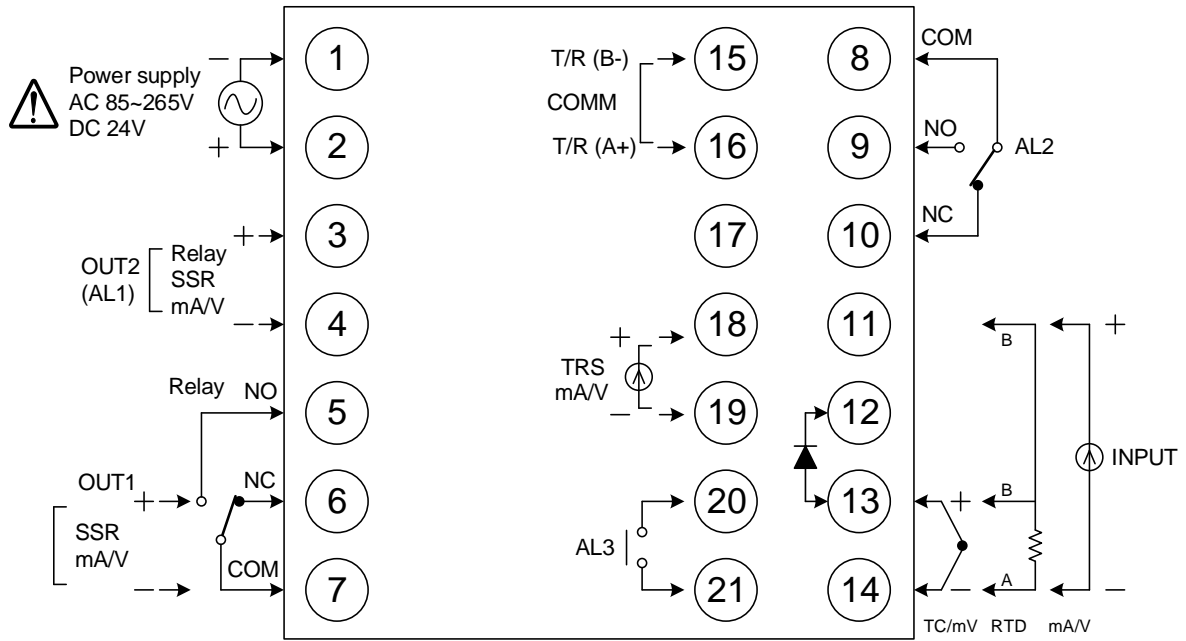 Power supply
AC 85~265V
DC 24V
− 1
+ 2
OUT2
(AL1)
Relay
SSR
mA/V
+ 3
− 4
Relay NO 5
OUT1 + NC 6
SSR
mA/V
− COM 7
T/R (B-) 15
COMM
T/R (A+) 16
17
+ 18
TRS
mA/V
− 19
20
AL3
21
8 COM
9 NO AL2
10 NC
11 B +
12
INPUT
13 + B
14 − A −
TC/mV RTD mA/V